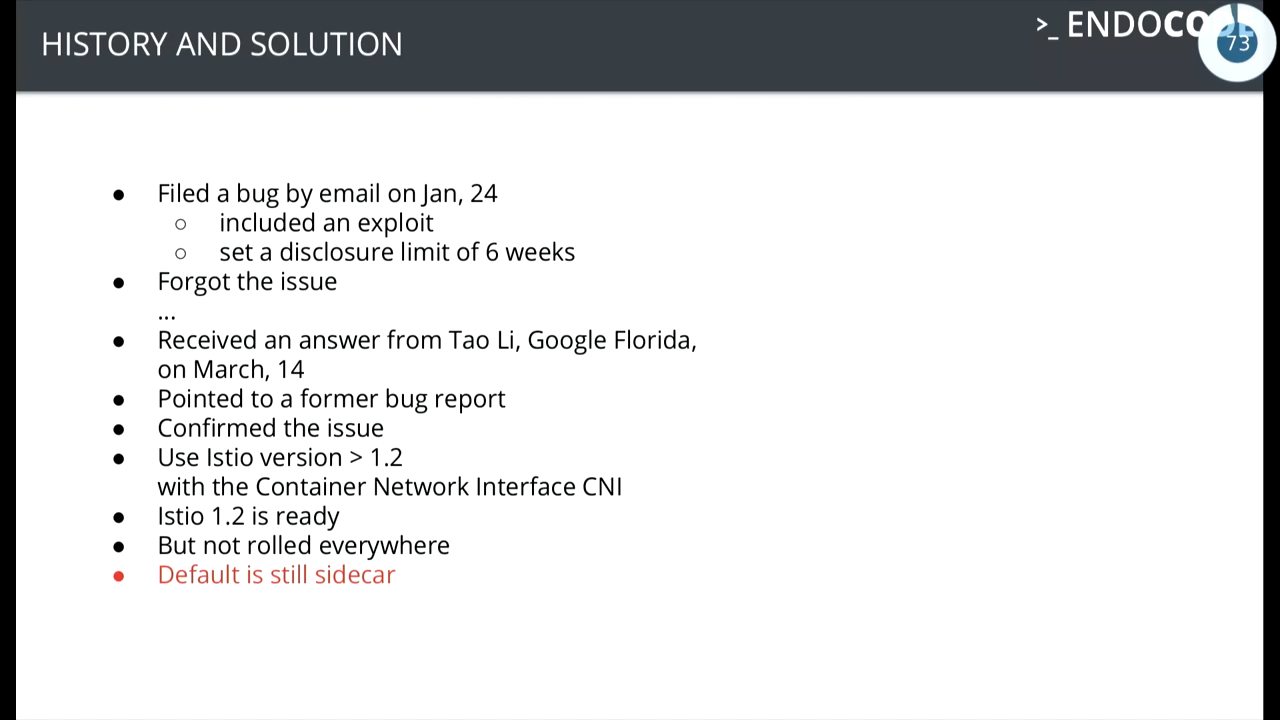 HISTORY AND SOLUTION
>_ ENDOCODE
73
● Filed a bug by email on Jan, 24
○ included an exploit
○ set a disclosure limit of 6 weeks
● Forgot the issue
...
● Received an answer from Tao Li, Google Florida,
on March, 14
● Pointed to a former bug report
● Confirmed the issue
● Use Istio version > 1.2
with the Container Network Interface CNI
● Istio 1.2 is ready
● But not rolled everywhere
● Default is still sidecar